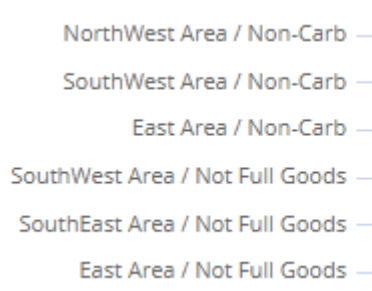 NorthWest Area / Non-Carb
SouthWest Area / Non-Carb
East Area / Non-Carb
SouthWest Area / Not Full Goods
SouthEast Area / Not Full Goods
East Area / Not Full Goods